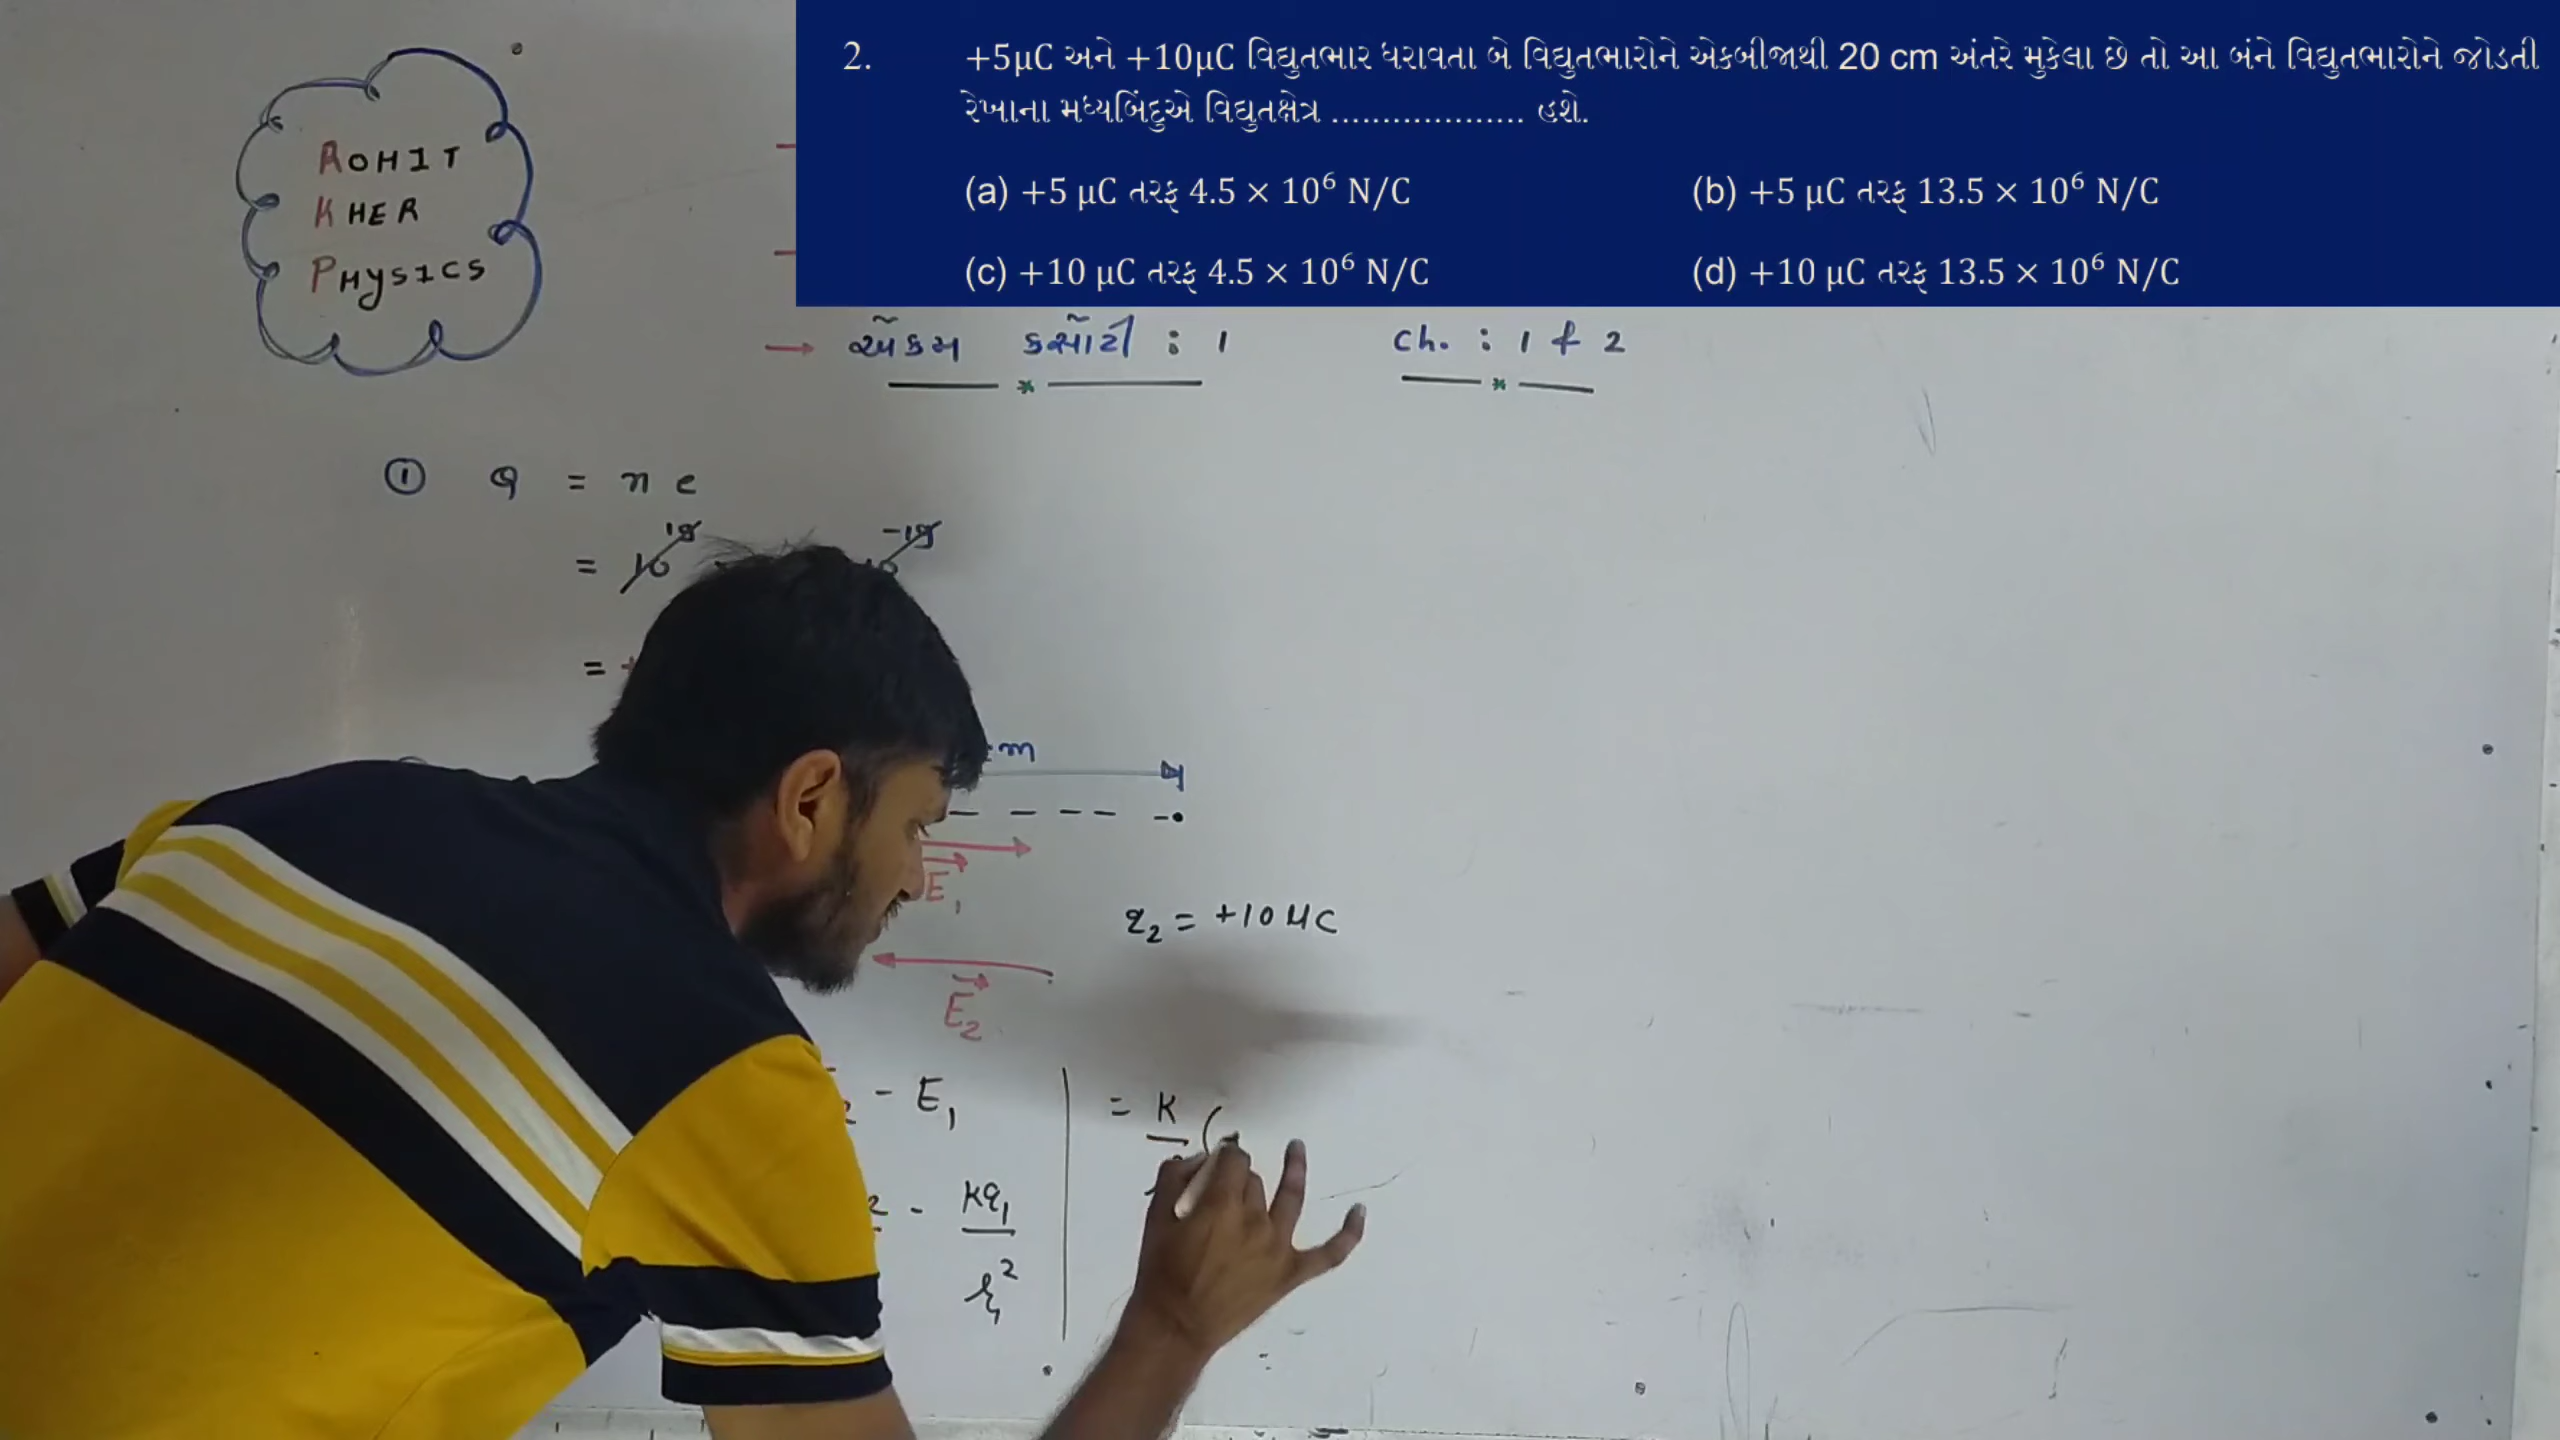 2. +5μC અને +10μC વિદ્યુતભાર ધરાવતા બે વિદ્યુતભારોને એકબીજાથી 20 cm અંતરે મુકેલા છે તો આ બંને વિદ્યુતભારોને જોડતી
રેખાના મધ્યબિંદુએ વિદ્યુતક્ષેત્ર ................... હશે.
(a) +5 μC તરફ 4.5 × 10⁶ N/C (b) +5 μC તરફ 13.5 × 10⁶ N/C
(c) +10 μC તરફ 4.5 × 10⁶ N/C (d) +10 μC તરફ 13.5 × 10⁶ N/C
ROHIT
KHER
PHYSICS
→ એકમ કસોટી : 1 Ch. : 1 & 2
① Q = n e
=
=
m
E₁
q₂ = +10 μC
E₂
- E₁
= K (
- Kq₁
r²